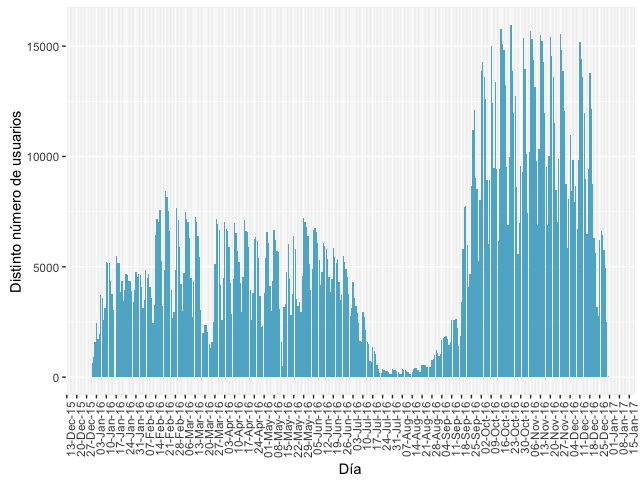 Distinto número de usuarios
15000
10000
5000
0
13-Dec-15
20-Dec-15
27-Dec-15
03-Jan-16
10-Jan-16
17-Jan-16
24-Jan-16
31-Jan-16
07-Feb-16
14-Feb-16
21-Feb-16
28-Feb-16
06-Mar-16
13-Mar-16
20-Mar-16
27-Mar-16
03-Apr-16
10-Apr-16
17-Apr-16
24-Apr-16
01-May-16
08-May-16
15-May-16
22-May-16
29-May-16
05-Jun-16
12-Jun-16
19-Jun-16
26-Jun-16
03-Jul-16
10-Jul-16
17-Jul-16
24-Jul-16
31-Jul-16
07-Aug-16
14-Aug-16
21-Aug-16
28-Aug-16
04-Sep-16
11-Sep-16
18-Sep-16
25-Sep-16
02-Oct-16
09-Oct-16
16-Oct-16
23-Oct-16
30-Oct-16
06-Nov-16
13-Nov-16
20-Nov-16
27-Nov-16
04-Dec-16
11-Dec-16
18-Dec-16
25-Dec-16
01-Jan-17
08-Jan-17
15-Jan-17
Día